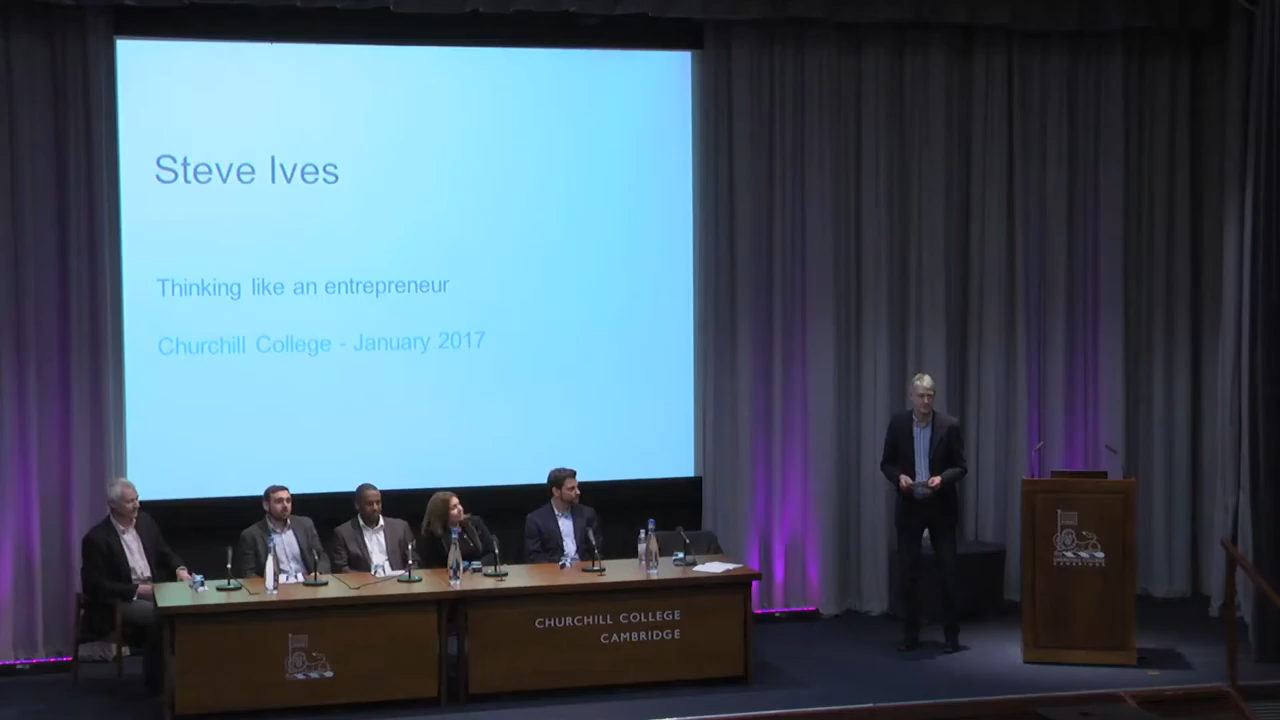 Steve Ives
Thinking like an entrepreneur
Churchill College - January 2017
CHURCHILL COLLEGE
CAMBRIDGE